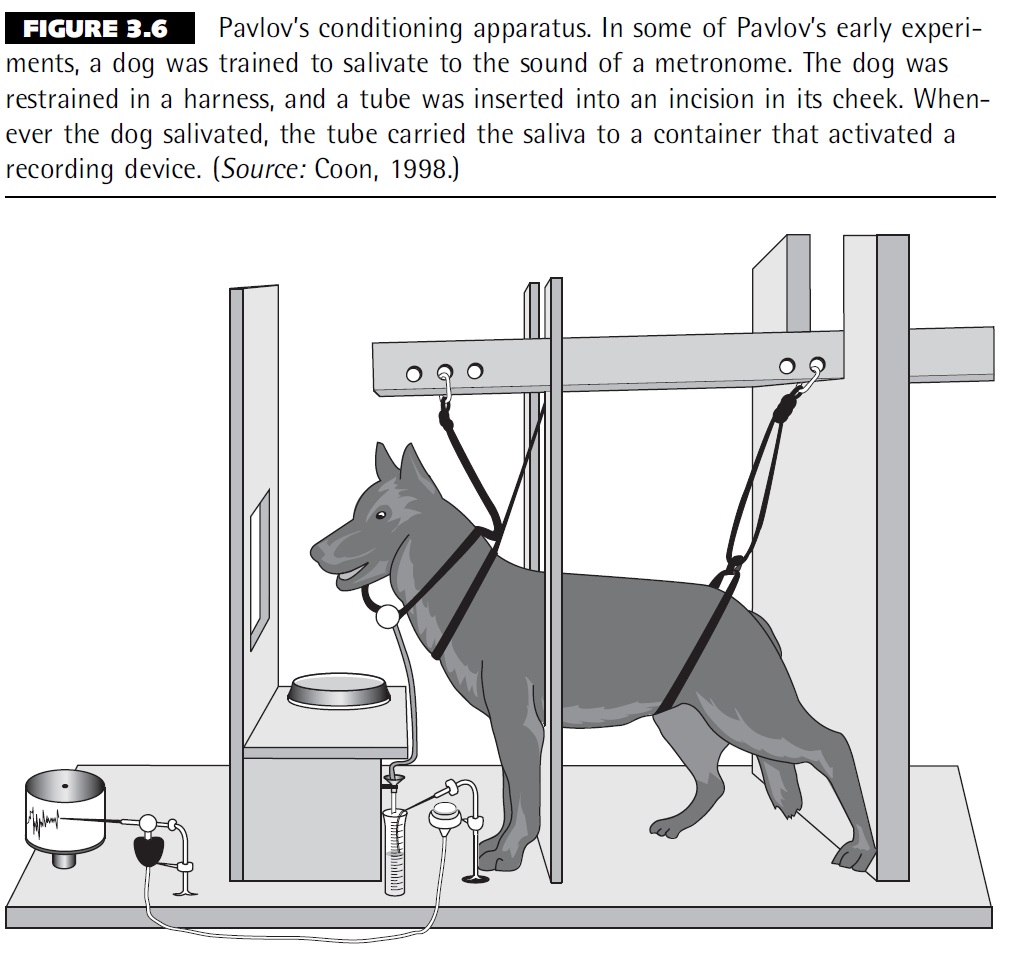 FIGURE 3.6 Pavlov’s conditioning apparatus. In some of Pavlov’s early experi-
ments, a dog was trained to salivate to the sound of a metronome. The dog was
restrained in a harness, and a tube was inserted into an incision in its cheek. When-
ever the dog salivated, the tube carried the saliva to a container that activated a
recording device. (Source: Coon, 1998.)